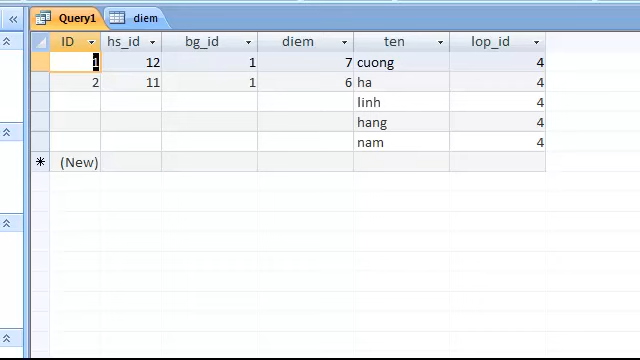 Query1 diem
ID hs_id bg_id diem ten lop_id
1 12 1 7 cuong 4
2 11 1 6 ha 4
linh 4
hang 4
nam 4
(New)